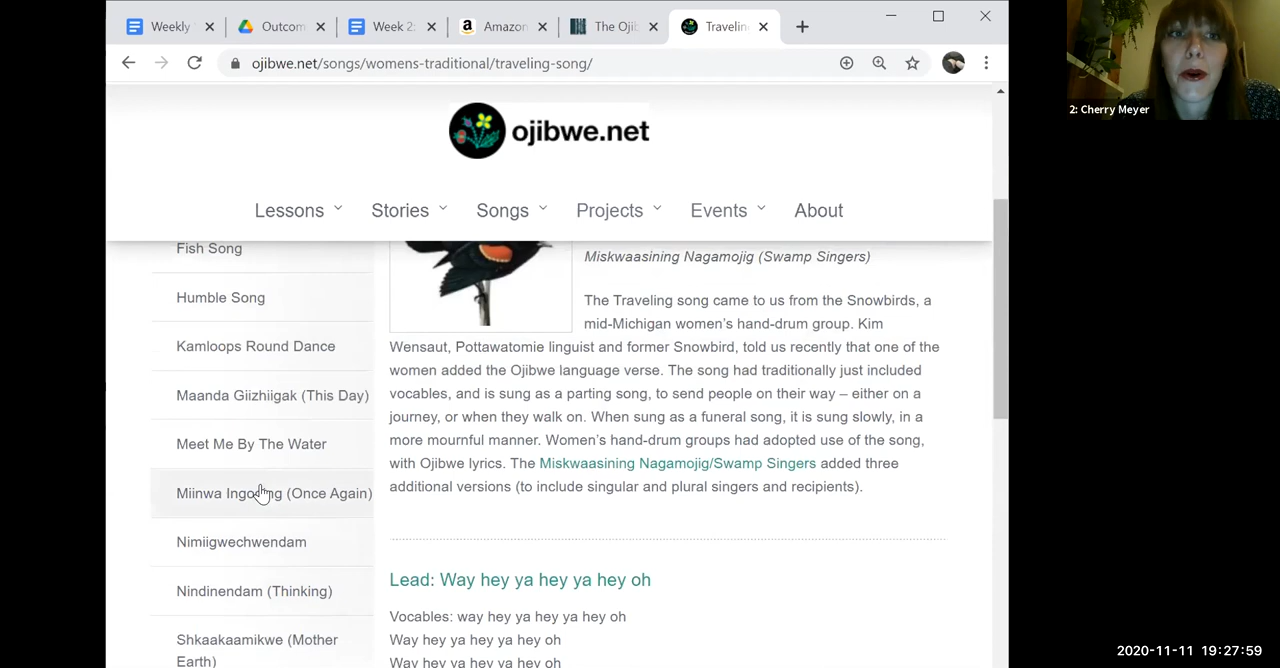 Weekly
Outcom
Week 2:
Amazon
The Ojib
Travelin
ojibwe.net/songs/womens-traditional/traveling-song/
2: Cherry Meyer
ojibwe.net
Lessons Stories Songs Projects Events About
Fish Song
Humble Song
Kamloops Round Dance
Maanda Giizhiigak (This Day)
Meet Me By The Water
(Once Again)
Nimiigwechwendam
Nindinendam (Thinking)
Shkaakaamikwe (Mother
Earth)
Miskwaasining Nagamojig (Swamp Singers)
The Traveling song came to us from the Snowbirds, a
mid-Michigan women's hand-drum group. Kim
Wensaut, Pottawatomie linguist and former Snowbird, told us recently that one of the
women added the Ojibwe language verse. The song had traditionally just included
vocables, and is sung as a parting song, to send people on their way – either on a
journey, or when they walk on. When sung as a funeral song, it is sung slowly, in a
more mournful manner. Women's hand-drum groups had adopted use of the song,
with Ojibwe lyrics. The Miskwaasining Nagamojig/Swamp Singers added three
additional versions (to include singular and plural singers and recipients).
Lead: Way hey ya hey ya hey oh
Vocables: way hey ya hey ya hey oh
Way hey ya hey ya hey oh
Way hey ya hey ya hey oh
2020-11-11 19:27:59